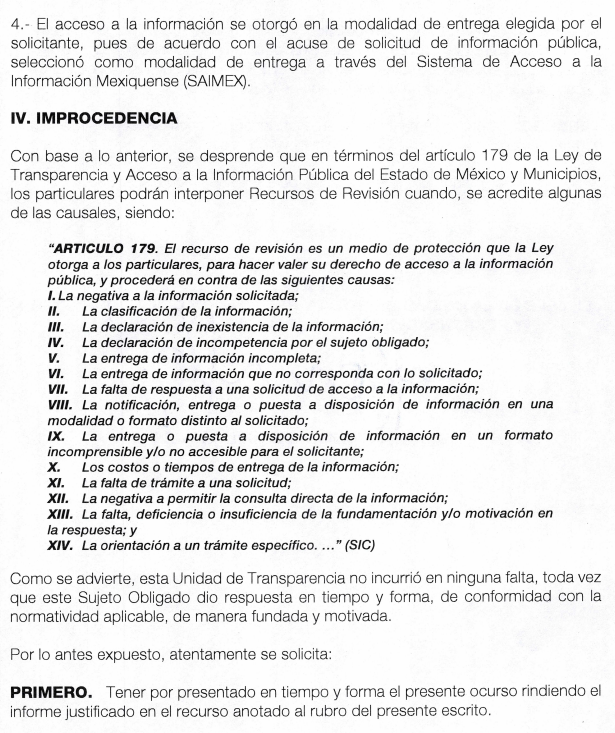 4.- El acceso a la información se otorgó en la modalidad de entrega elegida por el
solicitante, pues de acuerdo con el acuse de solicitud de información pública,
seleccionó como modalidad de entrega a través del Sistema de Acceso a la
Información Mexiquense (SAIMEX).
IV. IMPROCEDENCIA
Con base a lo anterior, se desprende que en términos del artículo 179 de la Ley de
Transparencia y Acceso a la Información Pública del Estado de México y Municipios,
los particulares podrán interponer Recursos de Revisión cuando, se acredite algunas
de las causales, siendo:
“ARTICULO 179. El recurso de revisión es un medio de protección que la Ley
otorga a los particulares, para hacer valer su derecho de acceso a la información
pública, y procederá en contra de las siguientes causas:
I. La negativa a la información solicitada;
II. La clasificación de la información;
III. La declaración de inexistencia de la información;
IV. La declaración de incompetencia por el sujeto obligado;
V. La entrega de información incompleta;
VI. La entrega de información que no corresponda con lo solicitado;
VII. La falta de respuesta a una solicitud de acceso a la información;
VIII. La notificación, entrega o puesta a disposición de información en una
modalidad o formato distinto al solicitado;
IX. La entrega o puesta a disposición de información en un formato
incomprensible y/o no accesible para el solicitante;
X. Los costos o tiempos de entrega de la información;
XI. La falta de trámite a una solicitud;
XII. La negativa a permitir la consulta directa de la información;
XIII. La falta, deficiencia o insuficiencia de la fundamentación y/o motivación en
la respuesta; y
XIV. La orientación a un trámite específico. …” (SIC)
Como se advierte, esta Unidad de Transparencia no incurrió en ninguna falta, toda vez
que este Sujeto Obligado dio respuesta en tiempo y forma, de conformidad con la
normatividad aplicable, de manera fundada y motivada.
Por lo antes expuesto, atentamente se solicita:
PRIMERO. Tener por presentado en tiempo y forma el presente ocurso rindiendo el
informe justificado en el recurso anotado al rubro del presente escrito.